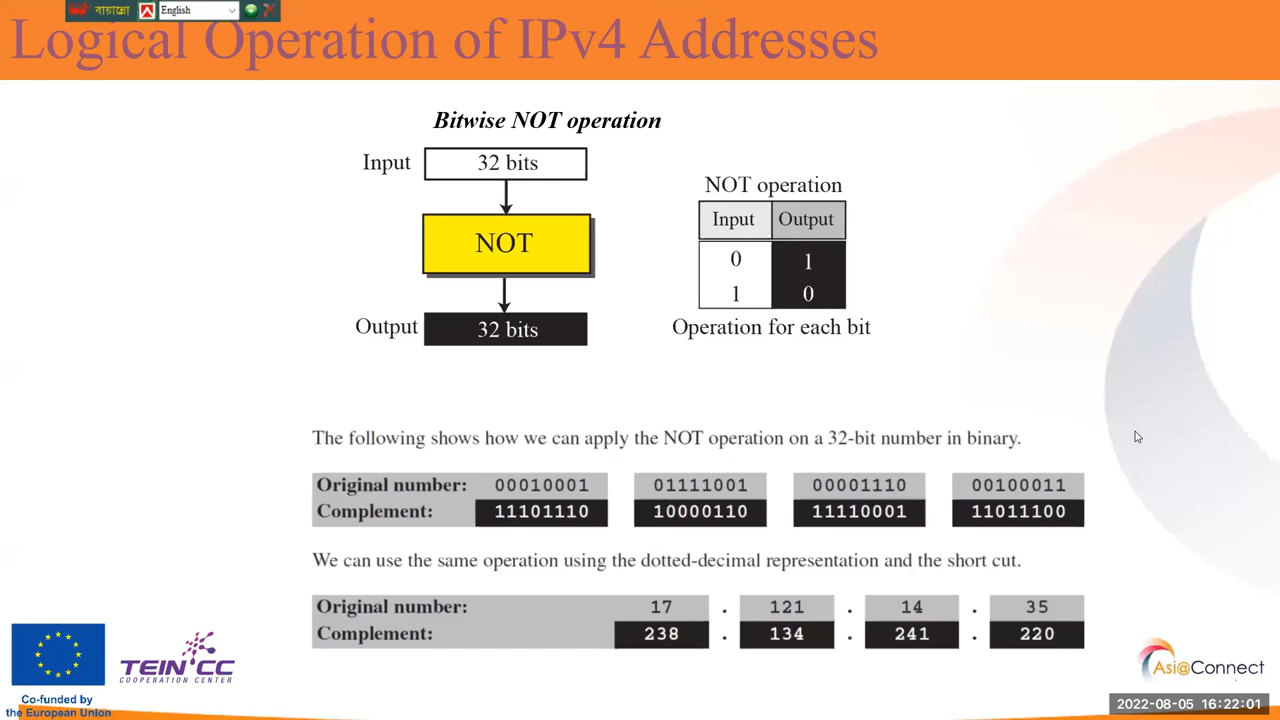 বায়ান্নো English
Logical Operation of IPv4 Addresses
Bitwise NOT operation
Input 32 bits
NOT
Output 32 bits
NOT operation
Input Output
0 1
1 0
Operation for each bit
The following shows how we can apply the NOT operation on a 32-bit number in binary.
Original number: 00010001 01111001 00001110 00100011
Complement: 11101110 10000110 11110001 11011100
We can use the same operation using the dotted-decimal representation and the short cut.
Original number: 17 . 121 . 14 . 35
Complement: 238 . 134 . 241 . 220
TEIN*CC
COOPERATION CENTER
Co-funded by
the European Union
Asi@Connect
2022-08-05 16:22:01